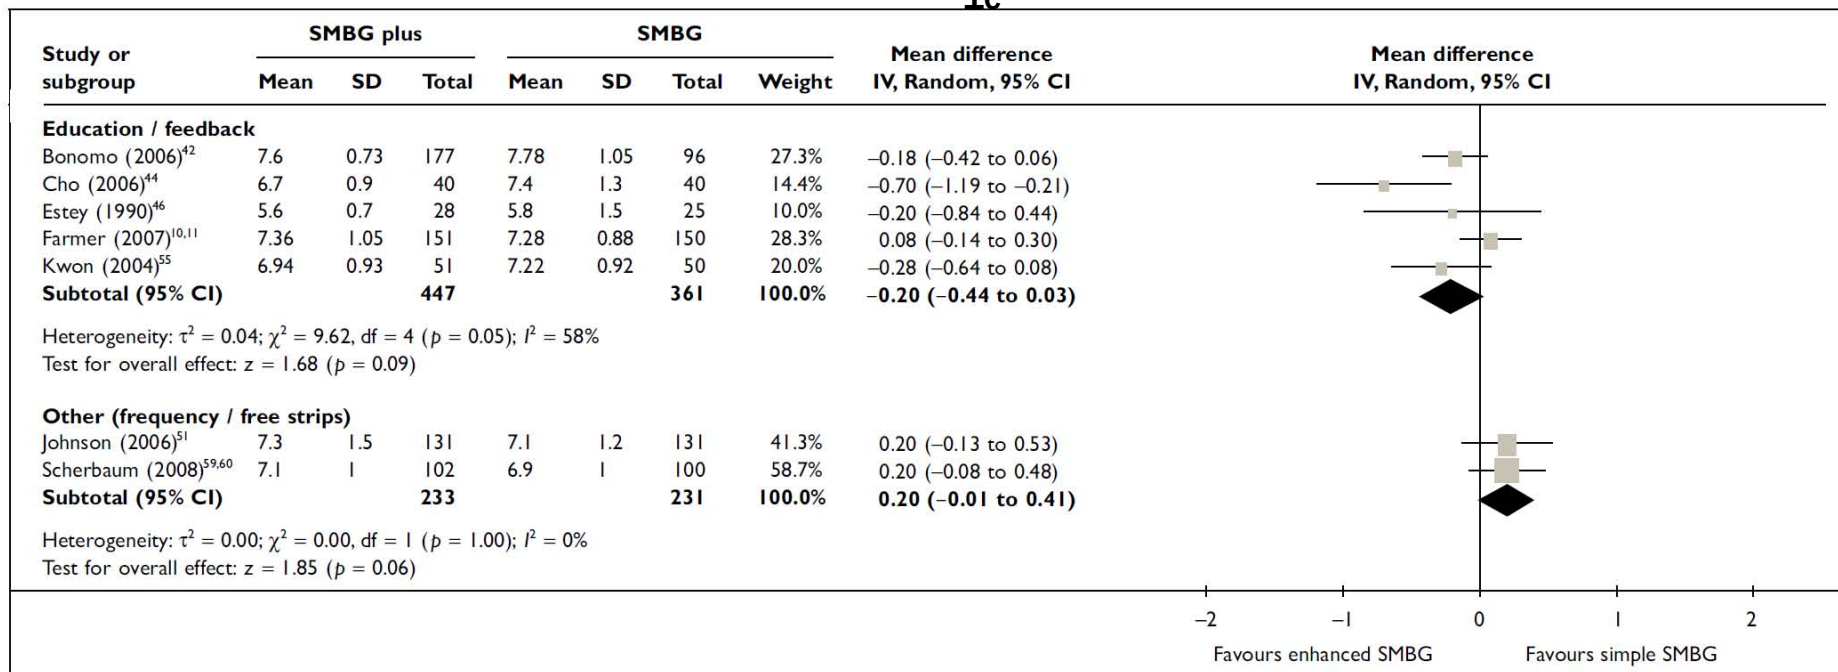 1c
SMBG plus SMBG
Study or subgroup Mean SD Total Mean SD Total Weight Mean difference IV, Random, 95% CI Mean difference IV, Random, 95% CI
Education / feedback
Bonomo (2006)42 7.6 0.73 177 7.78 1.05 96 27.3% –0.18 (–0.42 to 0.06)
Cho (2006)44 6.7 0.9 40 7.4 1.3 40 14.4% –0.70 (–1.19 to –0.21)
Estey (1990)46 5.6 0.7 28 5.8 1.5 25 10.0% –0.20 (–0.84 to 0.44)
Farmer (2007)10,11 7.36 1.05 151 7.28 0.88 150 28.3% 0.08 (–0.14 to 0.30)
Kwon (2004)55 6.94 0.93 51 7.22 0.92 50 20.0% –0.28 (–0.64 to 0.08)
Subtotal (95% CI) 447 361 100.0% –0.20 (–0.44 to 0.03)
Heterogeneity: τ² = 0.04; χ² = 9.62, df = 4 (p = 0.05); I² = 58%
Test for overall effect: z = 1.68 (p = 0.09)
Other (frequency / free strips)
Johnson (2006)51 7.3 1.5 131 7.1 1.2 131 41.3% 0.20 (–0.13 to 0.53)
Scherbaum (2008)59,60 7.1 1 102 6.9 1 100 58.7% 0.20 (–0.08 to 0.48)
Subtotal (95% CI) 233 231 100.0% 0.20 (–0.01 to 0.41)
Heterogeneity: τ² = 0.00; χ² = 0.00, df = 1 (p = 1.00); I² = 0%
Test for overall effect: z = 1.85 (p = 0.06)
–2 –1 0 1 2
Favours enhanced SMBG Favours simple SMBG